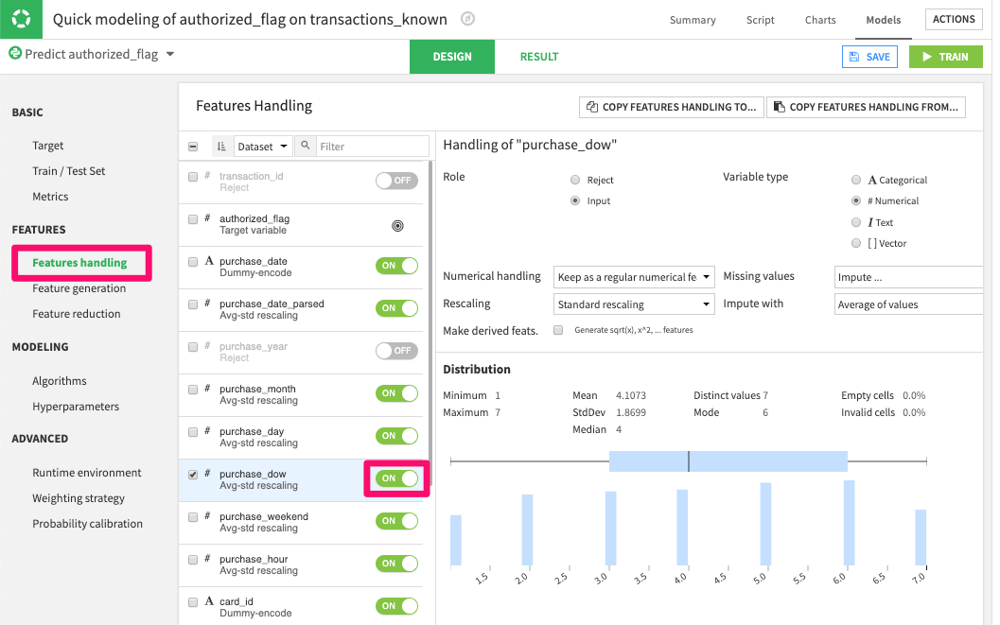 Quick modeling of authorized_flag on transactions_known
Summary Script Charts Models ACTIONS
Predict authorized_flag
DESIGN RESULT
SAVE TRAIN
BASIC
Target
Train / Test Set
Metrics
FEATURES
Features handling
Feature generation
Feature reduction
MODELING
Algorithms
Hyperparameters
ADVANCED
Runtime environment
Weighting strategy
Probability calibration
Features Handling
COPY FEATURES HANDLING TO... COPY FEATURES HANDLING FROM...
Dataset Filter
# transaction_id OFF
Reject
# authorized_flag
Target variable
A purchase_date ON
Dummy-encode
# purchase_date_parsed ON
Avg-std rescaling
# purchase_year OFF
Reject
# purchase_month ON
Avg-std rescaling
# purchase_day ON
Avg-std rescaling
# purchase_dow ON
Avg-std rescaling
# purchase_weekend ON
Avg-std rescaling
# purchase_hour ON
Avg-std rescaling
A card_id ON
Dummy-encode
Handling of "purchase_dow"
Role Reject Variable type A Categorical
Input # Numerical
I Text
[ ] Vector
Numerical handling Keep as a regular numerical fe Missing values Impute ...
Rescaling Standard rescaling Impute with Average of values
Make derived feats. Generate sqrt(x), x^2, ... features
Distribution
Minimum 1 Mean 4.1073 Distinct values 7 Empty cells 0.0%
Maximum 7 StdDev 1.8699 Mode 6 Invalid cells 0.0%
Median 4
1.5 2.0 2.5 3.0 3.5 4.0 4.5 5.0 5.5 6.0 6.5 7.0